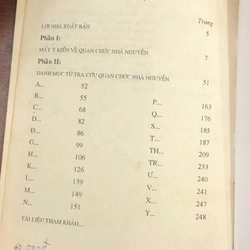 Trang
LỜI NHÀ XUẤT BẢN 5
Phần I:
MẤY Ý KIẾN VỀ QUAN CHỨC NHÀ NGUYỄN 7
Phần II:
DANH MỤC TỪ TRA CỨU QUAN CHỨC NHÀ NGUYỄN 51
A... 52
B... 55
C... 68
D... 82
Đ... 86
G... 99
H... 106
K... 126
L... 139
M... 149
N... 151
P... 163
Q... 176
S...
T... 185
TH... 209
TR... 233
Ư... 241
V... 241
X... 247
Y... 248
TÀI LIỆU THAM KHẢO...